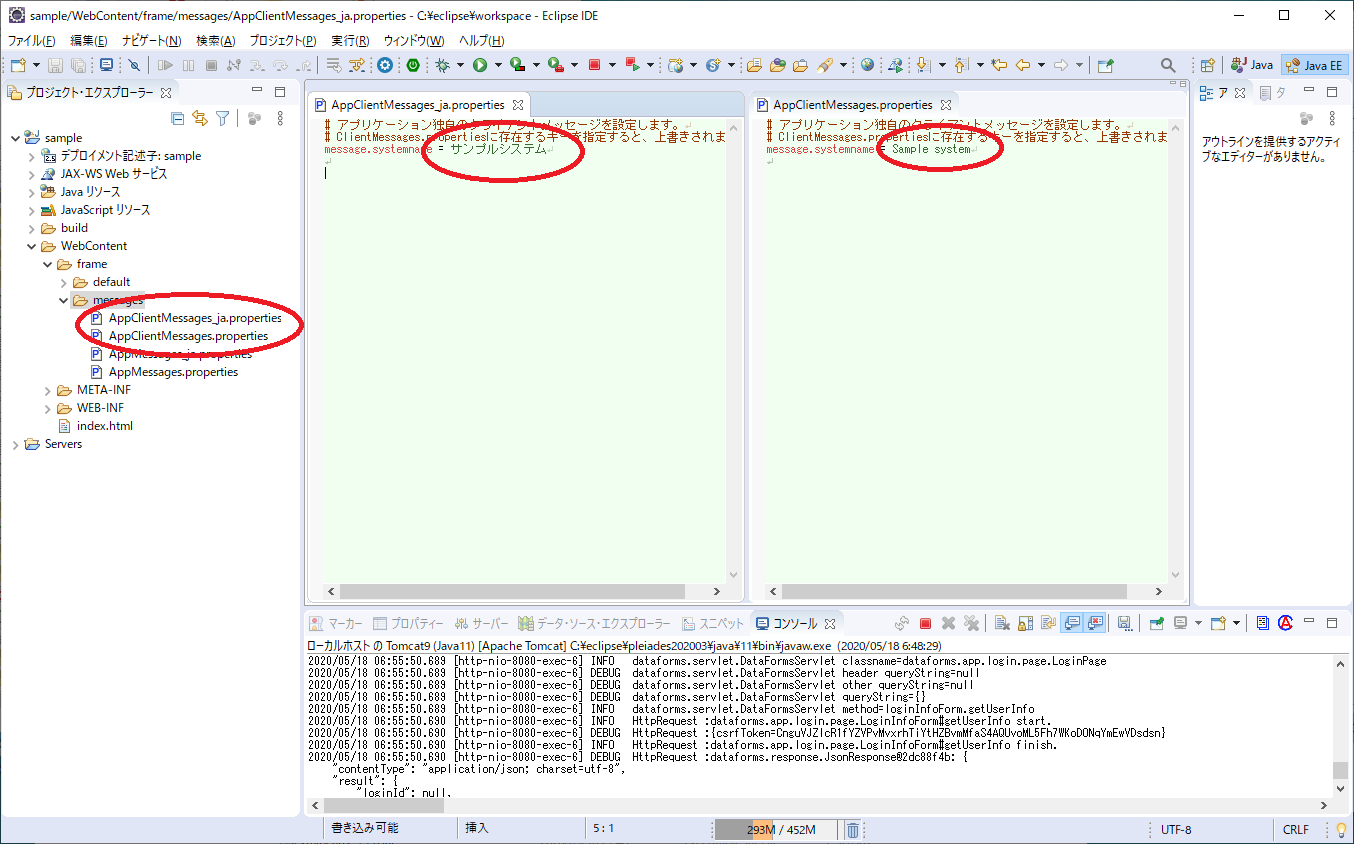 sample/WebContent/frame/messages/AppClientMessages_ja.properties - C:¥eclipse¥workspace - Eclipse IDE
ファイル(F) 編集(E) ナビゲート(N) 検索(A) プロジェクト(P) 実行(R) ウィンドウ(W) ヘルプ(H)
Java
Java EE
プロジェクト・エクスプローラー
sample
デプロイメント記述子: sample
JAX-WS Web サービス
Java リソース
JavaScript リソース
build
WebContent
frame
default
messages
AppClientMessages_ja.properties
AppClientMessages.properties
AppMessages_ja.properties
AppMessages.properties
META-INF
WEB-INF
index.html
Servers
AppClientMessages_ja.properties
# アプリケーション独自のクライアントメッセージを設定します。
# ClientMessages.propertiesに存在するキーを指定すると、上書きされま
message.systemname = サンプルシステム
AppClientMessages.properties
# アプリケーション独自のクライアントメッセージを設定します。
# ClientMessages.propertiesに存在するキーを指定すると、上書きされま
message.systemname = Sample system
ア タ
アウトラインを提供するアクティ
ブなエディターがありません。
マーカー プロパティー サーバー データ・ソース・エクスプローラー スニペット コンソール
ローカルホスト の Tomcat9 (Java11) [Apache Tomcat] C:¥eclipse¥pleiades202003¥java¥11¥bin¥javaw.exe (2020/05/18 6:48:29)
2020/05/18 06:55:50.689 [http-nio-8080-exec-6] INFO dataforms.servlet.DataFormsServlet classname=dataforms.app.login.page.LoginPage
2020/05/18 06:55:50.689 [http-nio-8080-exec-6] DEBUG dataforms.servlet.DataFormsServlet header queryString=null
2020/05/18 06:55:50.689 [http-nio-8080-exec-6] DEBUG dataforms.servlet.DataFormsServlet other queryString=null
2020/05/18 06:55:50.689 [http-nio-8080-exec-6] DEBUG dataforms.servlet.DataFormsServlet queryString={}
2020/05/18 06:55:50.689 [http-nio-8080-exec-6] INFO dataforms.servlet.DataFormsServlet method=loginInfoForm.getUserInfo
2020/05/18 06:55:50.690 [http-nio-8080-exec-6] INFO HttpRequest :dataforms.app.login.page.LoginInfoForm#getUserInfo start.
2020/05/18 06:55:50.690 [http-nio-8080-exec-6] DEBUG HttpRequest :{csrfToken=
2020/05/18 06:55:50.690 [http-nio-8080-exec-6] INFO HttpRequest :dataforms.app.login.page.LoginInfoForm#getUserInfo finish.
2020/05/18 06:55:50.690 [http-nio-8080-exec-6] DEBUG HttpRequest :dataforms.response.JsonResponse@2dc88f4b: {
"contentType": "application/json; charset=utf-8",
"result": {
"loginId": null,
書き込み可能 挿入 5 : 1 293M / 452M UTF-8 CRLF